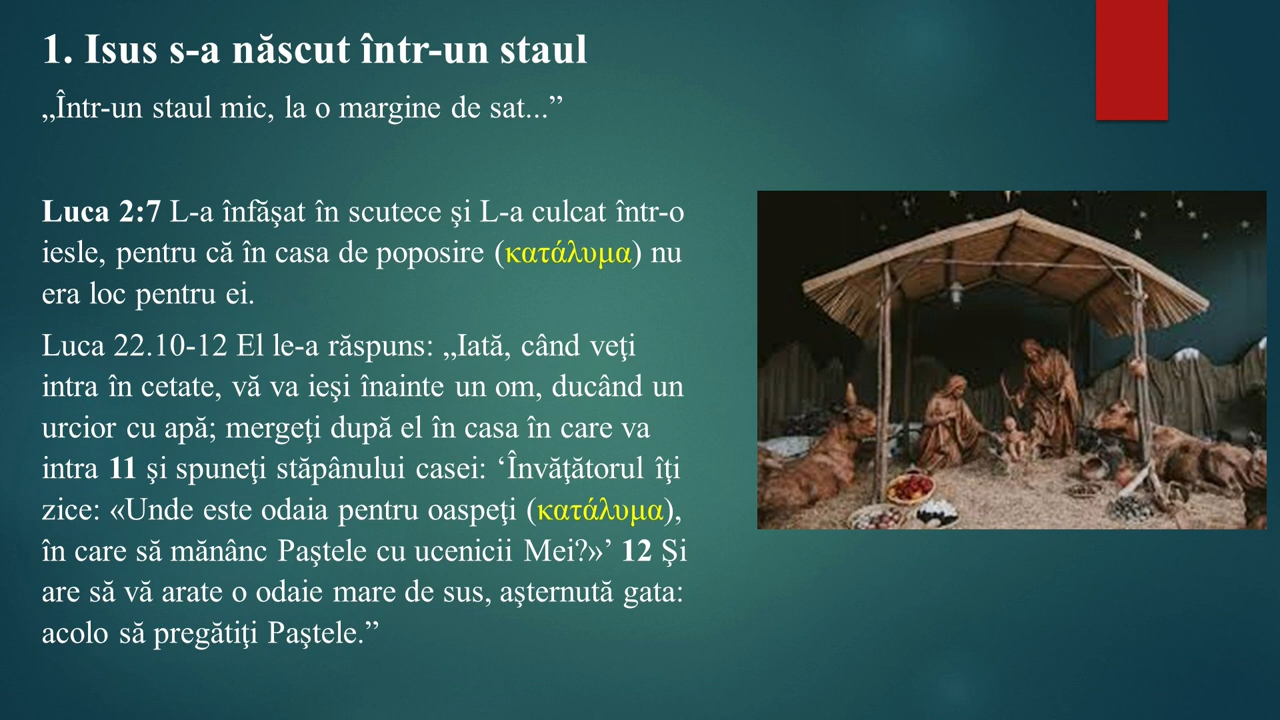 1. Isus s-a născut într-un staul
„Într-un staul mic, la o margine de sat...”
Luca 2:7 L-a înfăşat în scutece şi L-a culcat într-o
iesle, pentru că în casa de poposire (κατάλυμα) nu
era loc pentru ei.
Luca 22.10-12 El le-a răspuns: „Iată, când veţi
intra în cetate, vă va ieşi înainte un om, ducând un
urcior cu apă; mergeţi după el în casa în care va
intra 11 şi spuneţi stăpânului casei: ‘Învăţătorul îţi
zice: «Unde este odaia pentru oaspeţi (κατάλυμα),
în care să mănânc Paştele cu ucenicii Mei?»’ 12 Şi
are să vă arate o odaie mare de sus, aşternută gata:
acolo să pregătiţi Paştele.”